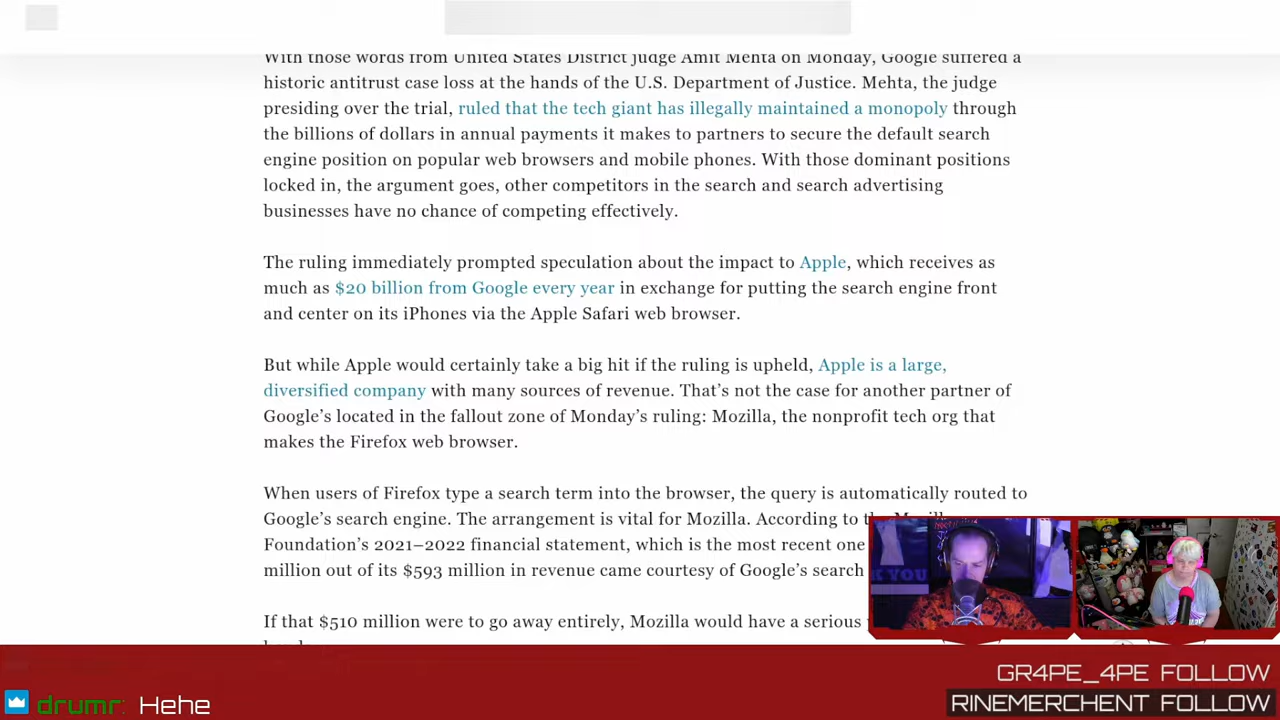 With those words from United States District judge Amit Mehta on Monday, Google suffered a
historic antitrust case loss at the hands of the U.S. Department of Justice. Mehta, the judge
presiding over the trial, ruled that the tech giant has illegally maintained a monopoly through
the billions of dollars in annual payments it makes to partners to secure the default search
engine position on popular web browsers and mobile phones. With those dominant positions
locked in, the argument goes, other competitors in the search and search advertising
businesses have no chance of competing effectively.
The ruling immediately prompted speculation about the impact to Apple, which receives as
much as $20 billion from Google every year in exchange for putting the search engine front
and center on its iPhones via the Apple Safari web browser.
But while Apple would certainly take a big hit if the ruling is upheld, Apple is a large,
diversified company with many sources of revenue. That's not the case for another partner of
Google's located in the fallout zone of Monday's ruling: Mozilla, the nonprofit tech org that
makes the Firefox web browser.
When users of Firefox type a search term into the browser, the query is automatically routed to
Google's search engine. The arrangement is vital for Mozilla. According to
Foundation's 2021–2022 financial statement, which is the most recent one
million out of its $593 million in revenue came courtesy of Google's search
If that $510 million were to go away entirely, Mozilla would have a serious
GR4PE_4PE FOLLOW
RINEMERCHENT FOLLOW
drumr: Hehe